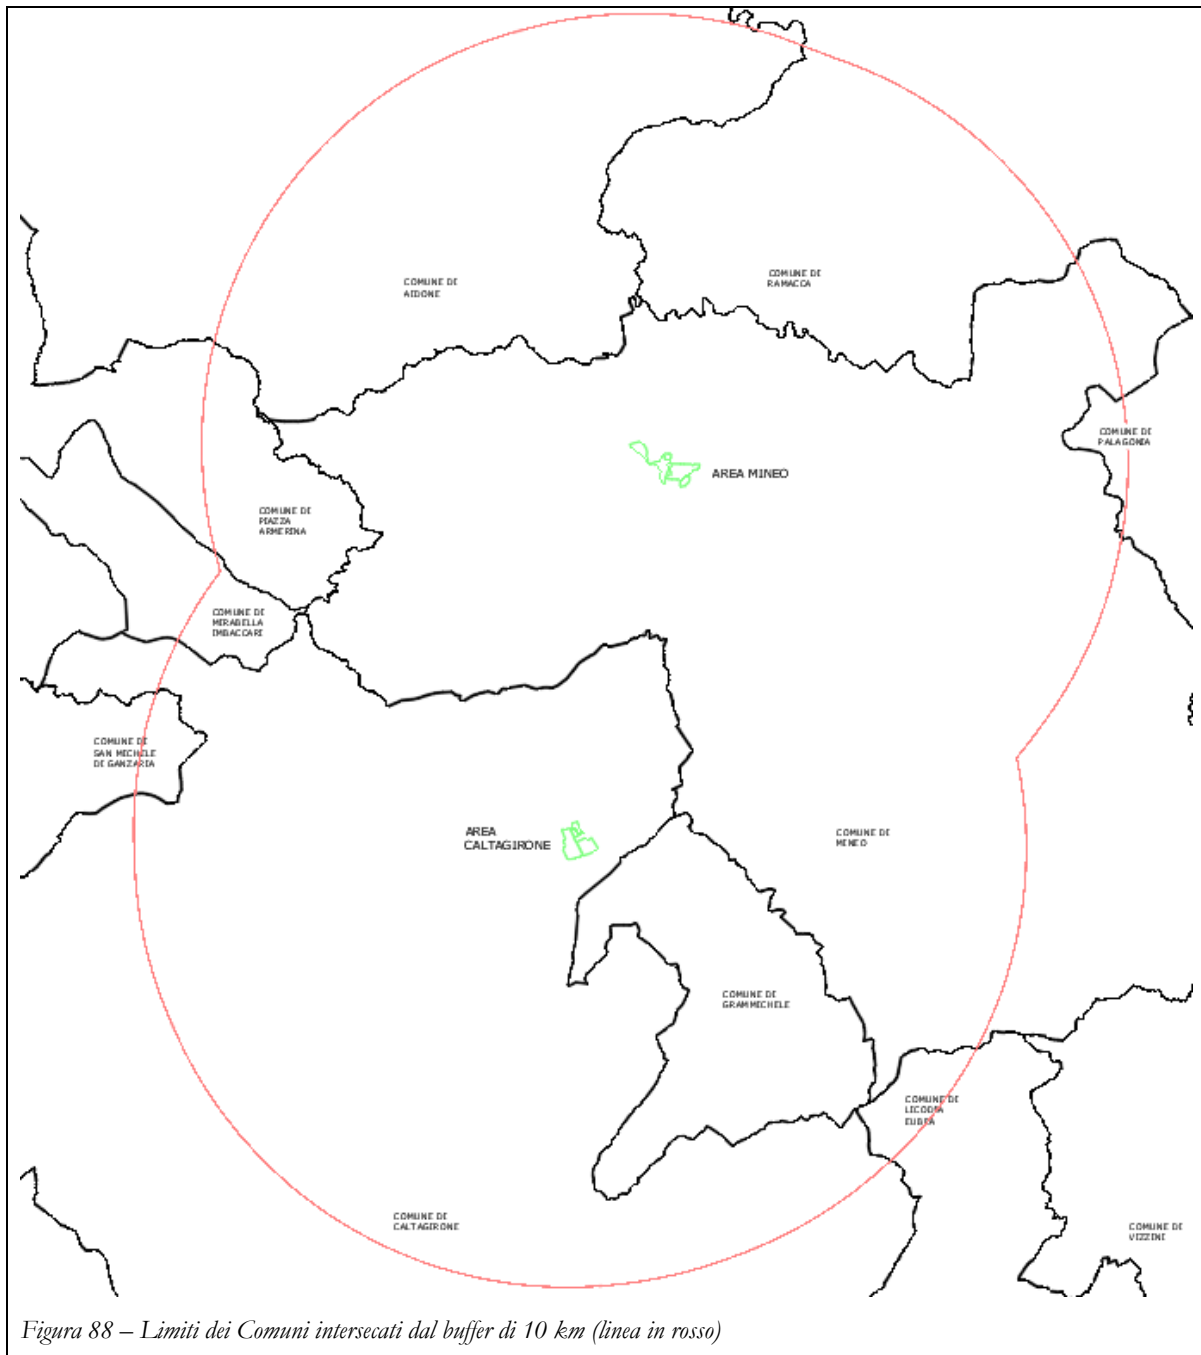 COMUNE DI
AIDONE
COMUNE DI
RAMACCA
COMUNE DI
PALAGONIA
AREA MINEO
COMUNE DI
PIAZZA
ARMERINA
COMUNE DI
MIRABELLA
IMBACCARI
COMUNE DI
SAN MICHELE
DI GANZARIA
AREA
CALTAGIRONE
COMUNE DI
MINEO
COMUNE DI
GRAMMICHELE
COMUNE DI
LICODIA
EUBEA
COMUNE DI
CALTAGIRONE
COMUNE DI
VIZZINI
Figura 88 – Limiti dei Comuni intersecati dal buffer di 10 km (linea in rosso)